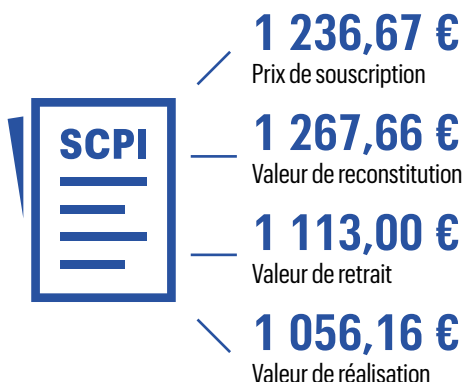 SCPI
1 236,67 €
Prix de souscription
1 267,66 €
Valeur de reconstitution
1 113,00 €
Valeur de retrait
1 056,16 €
Valeur de réalisation